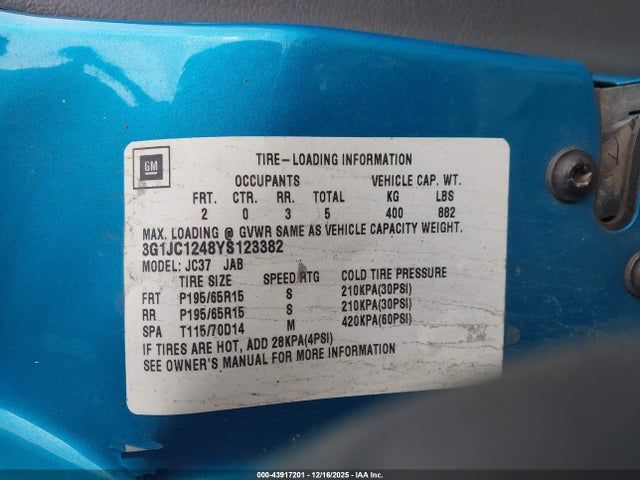 GM
TIRE-LOADING INFORMATION
OCCUPANTS VEHICLE CAP. WT.
FRT. CTR. RR. TOTAL KG LBS
2 0 3 5 400 882
MAX. LOADING @ GVWR SAME AS VEHICLE CAPACITY WEIGHT.
3G1JC1248YS123382
MODEL: JC37 JAB
TIRE SIZE SPEED RTG COLD TIRE PRESSURE
FRT P195/65R15 S 210KPA(30PSI)
RR P195/65R15 S 210KPA(30PSI)
SPA T115/70D14 M 420KPA(60PSI)
IF TIRES ARE HOT, ADD 28KPA(4PSI)
SEE OWNER'S MANUAL FOR MORE INFORMATION
000-43917201 - 12/16/2025 - IAA Inc.